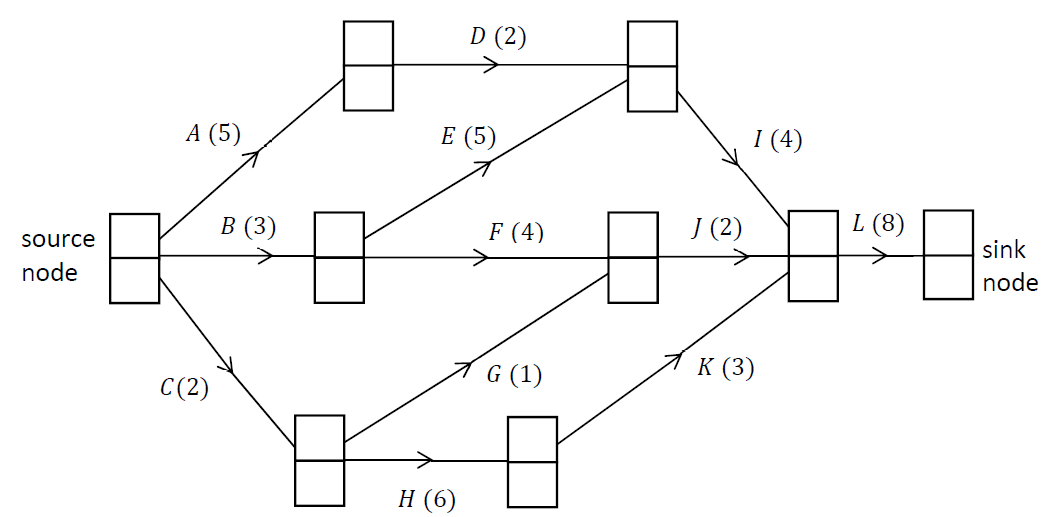 D (2)
A (5)
E (5)
I (4)
source
node
B (3)
F (4)
J (2)
L (8)
sink
node
C(2)
G (1)
K (3)
H (6)